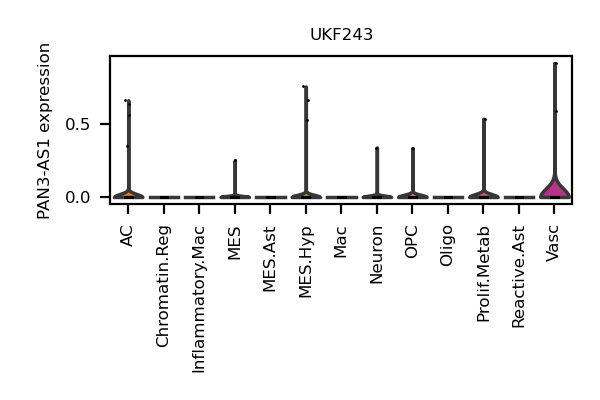 UKF243
PAN3-AS1 expression
0.5
0.0
AC
Chromatin.Reg
Inflammatory.Mac
MES
MES.Ast
MES.Hyp
Mac
Neuron
OPC
Oligo
Prolif.Metab
Reactive.Ast
Vasc